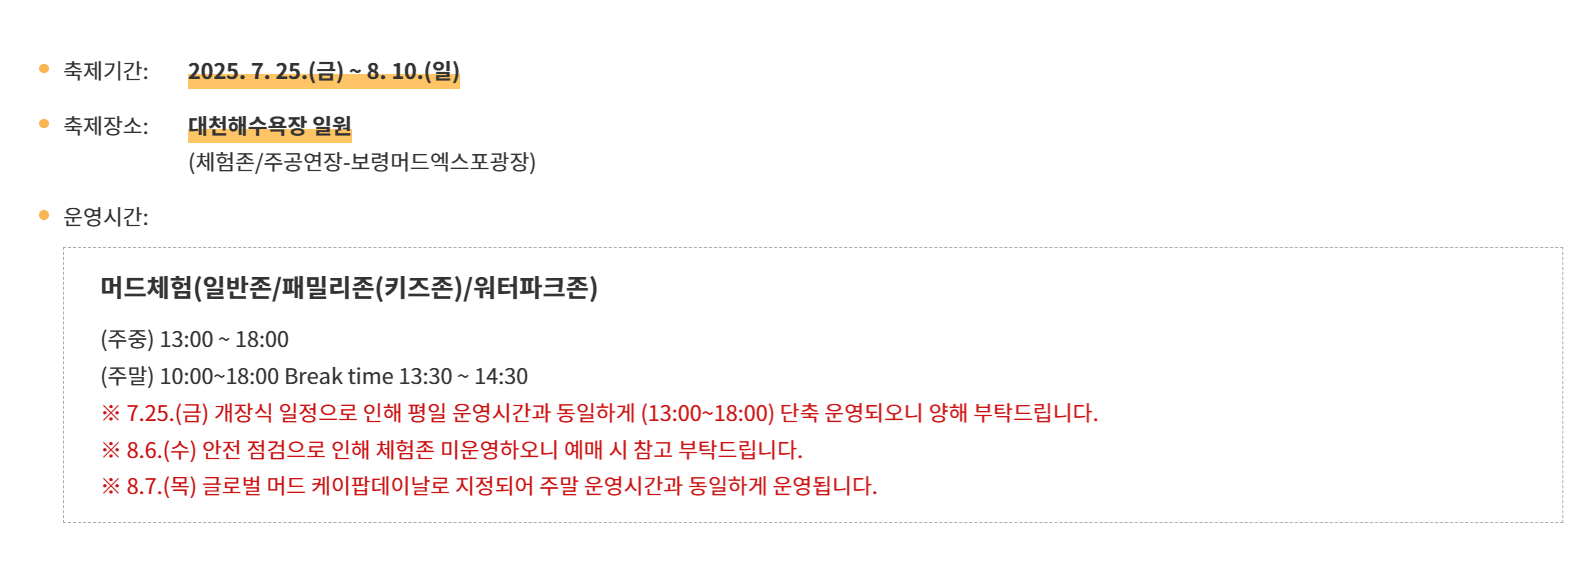 축제기간: 2025. 7. 25.(금) ~ 8. 10.(일)
축제장소: 대천해수욕장 일원
(체험존/주공연장-보령머드엑스포광장)
운영시간:
머드체험(일반존/패밀리존(키즈존)/워터파크존)
(주중) 13:00 ~ 18:00
(주말) 10:00~18:00 Break time 13:30 ~ 14:30
※ 7.25.(금) 개장식 일정으로 인해 평일 운영시간과 동일하게 (13:00~18:00) 단축 운영되오니 양해 부탁드립니다.
※ 8.6.(수) 안전 점검으로 인해 체험존 미운영하오니 예매 시 참고 부탁드립니다.
※ 8.7.(목) 글로벌 머드 케이팝데이날로 지정되어 주말 운영시간과 동일하게 운영됩니다.